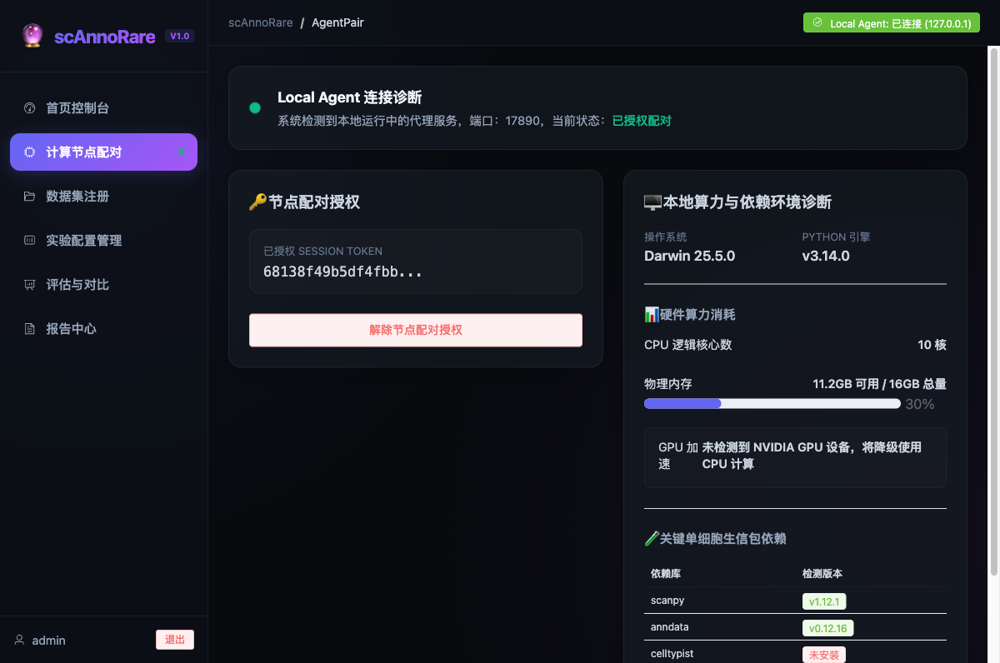 scAnnoRare V1.0
scAnnoRare / AgentPair
Local Agent: 已连接 (127.0.0.1)
首页控制台
计算节点配对
数据集注册
实验配置管理
评估与对比
报告中心
admin
退出
Local Agent 连接诊断
系统检测到本地运行中的代理服务，端口：17890，当前状态：已授权配对
节点配对授权
已授权 SESSION TOKEN
68138f49b5df4fbb...
解除节点配对授权
本地算力与依赖环境诊断
操作系统
Darwin 25.5.0
PYTHON 引擎
v3.14.0
硬件算力消耗
CPU 逻辑核心数 10 核
物理内存 11.2GB 可用 / 16GB 总量
30%
GPU 加速
未检测到 NVIDIA GPU 设备，将降级使用
CPU 计算
关键单细胞生信包依赖
依赖库 检测版本
scanpy v1.12.1
anndata v0.12.16
celltypist 未安装